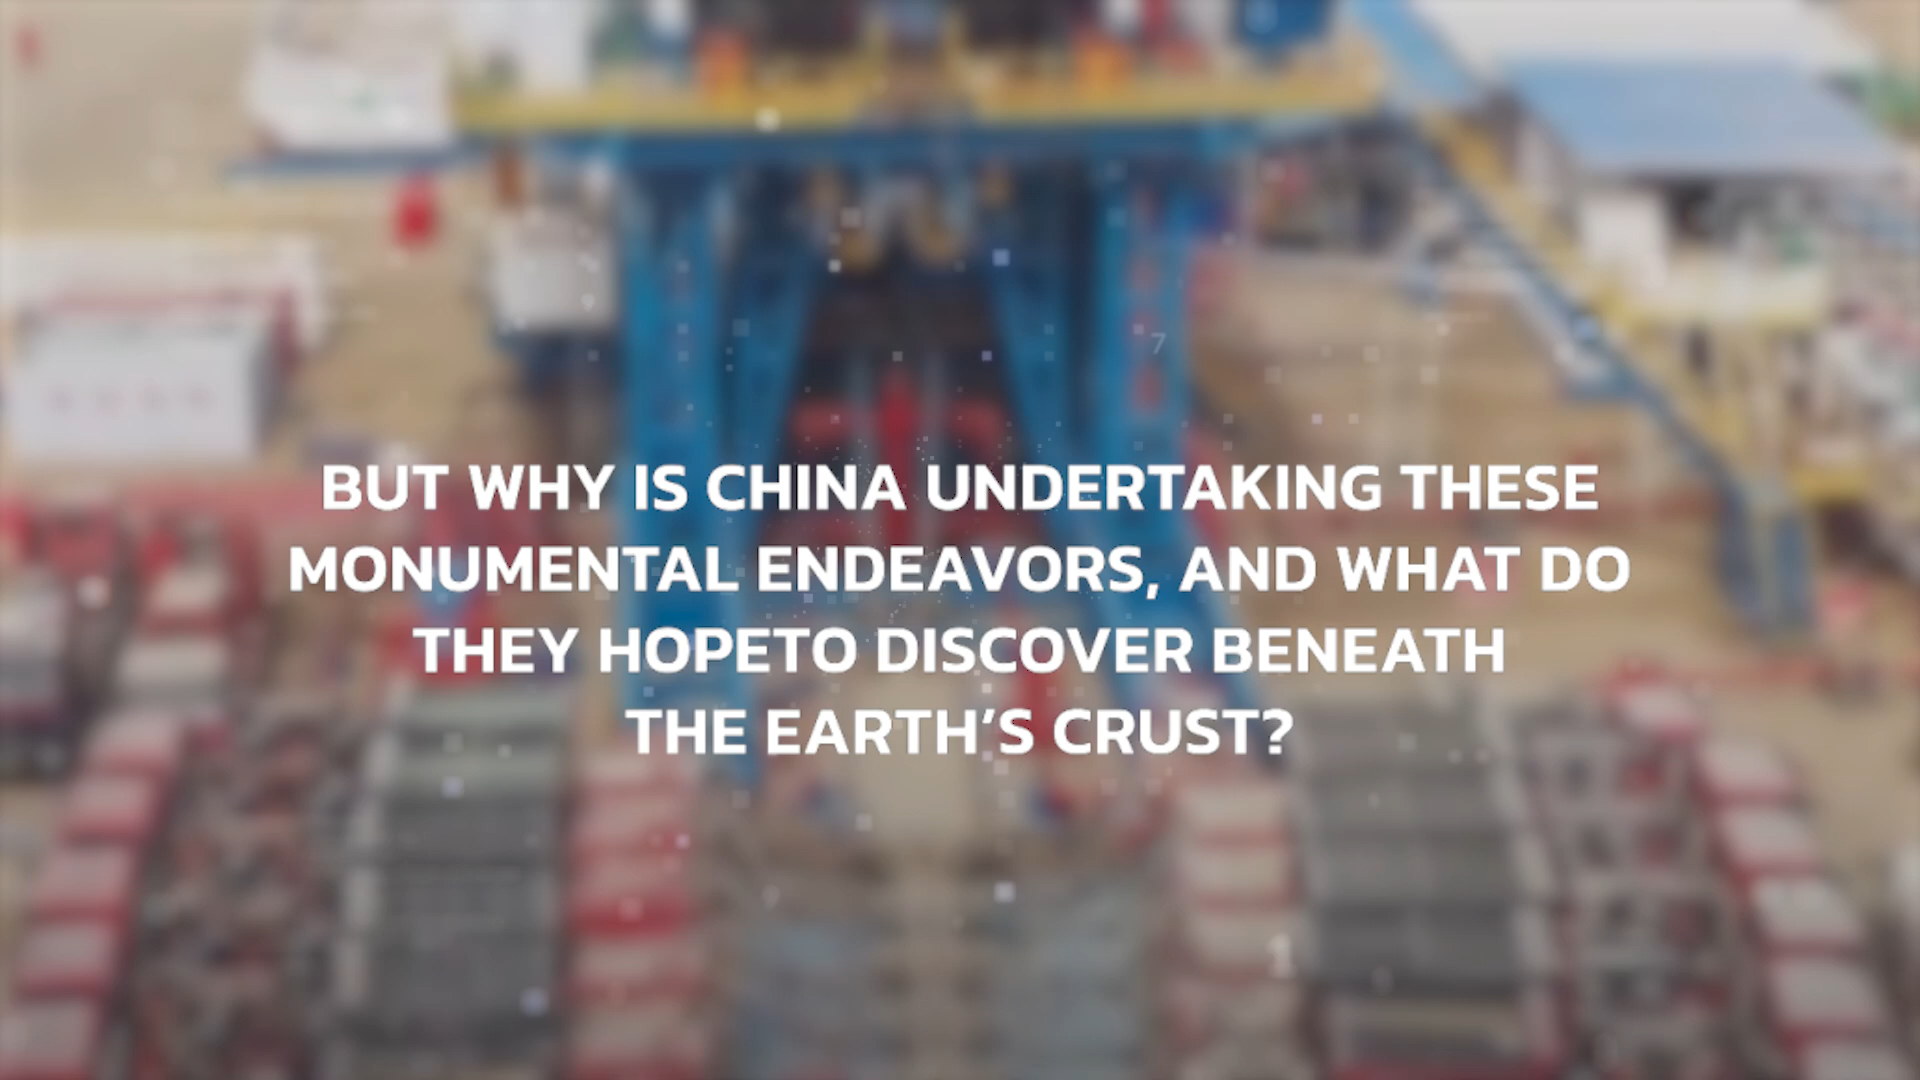 BUT WHY IS CHINA UNDERTAKING THESE
MONUMENTAL ENDEAVORS, AND WHAT DO
THEY HOPETO DISCOVER BENEATH
THE EARTH’S CRUST?